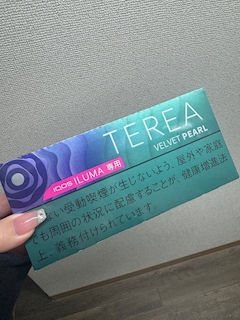 TEREA
VELVET PEARL
IQOS ILUMA 専用
ない受動喫煙が生じないよう、屋外や家庭
でも周囲の状況に配慮することが、健康増進法
上、義務付けられています。